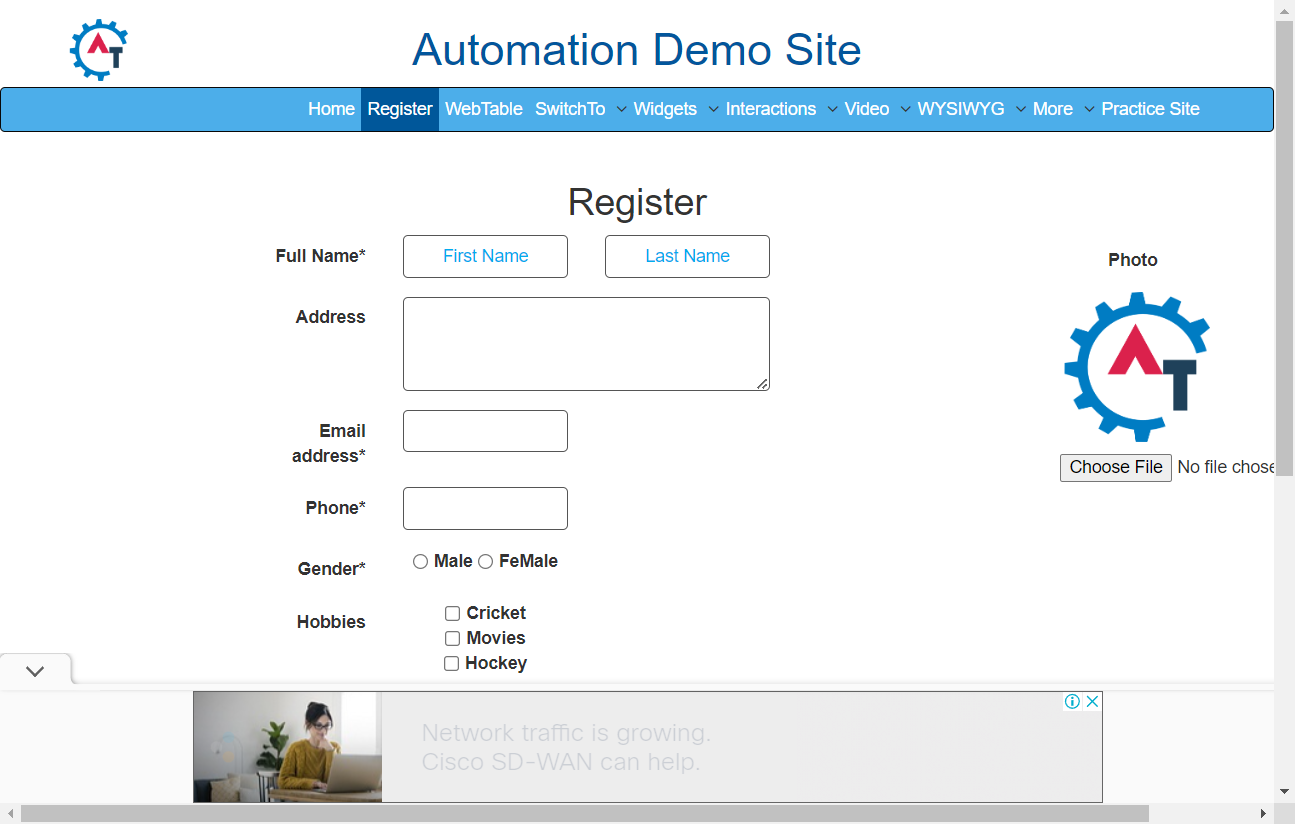 Automation Demo Site
Home Register WebTable SwitchTo Widgets Interactions Video WYSIWYG More Practice Site
Register
Full Name* First Name Last Name
Photo
Address
Email
address*
Choose File No file chose
Phone*
Gender* Male FeMale
Hobbies Cricket
Movies
Hockey
Network traffic is growing.
Cisco SD-WAN can help.